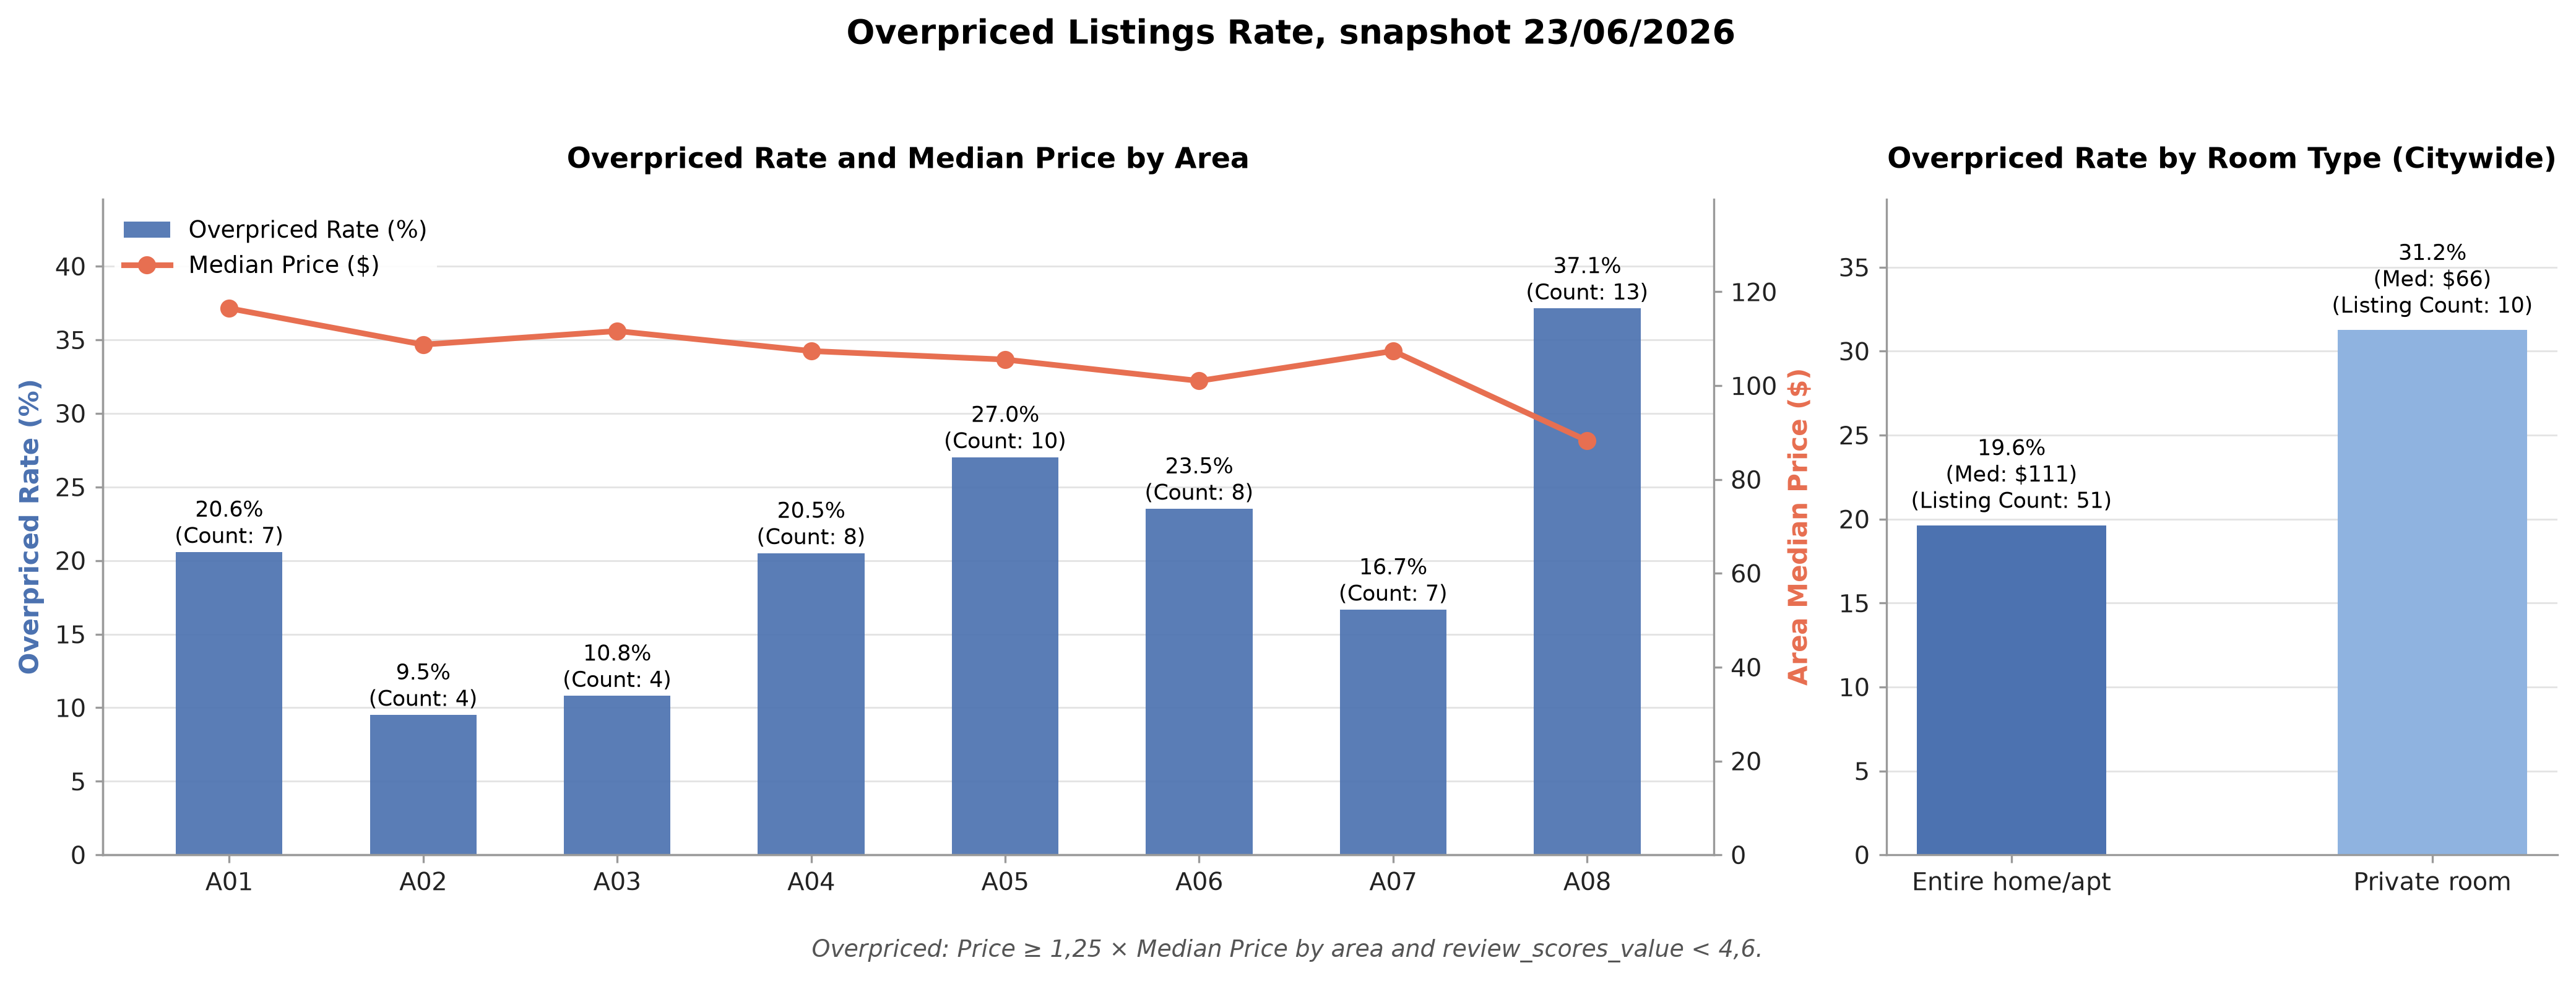 Overpriced Listings Rate, snapshot 23/06/2026
Overpriced Rate and Median Price by Area
Overpriced Rate (%)
Median Price ($)
Overpriced Rate (%)
40
35
30
25
20
15
10
5
0
20.6%
(Count: 7)
9.5%
(Count: 4)
10.8%
(Count: 4)
20.5%
(Count: 8)
27.0%
(Count: 10)
23.5%
(Count: 8)
16.7%
(Count: 7)
37.1%
(Count: 13)
120
100
80
60
40
20
0
Area Median Price ($)
A01 A02 A03 A04 A05 A06 A07 A08
Overpriced Rate by Room Type (Citywide)
35
30
25
20
15
10
5
0
19.6%
(Med: $111)
(Listing Count: 51)
31.2%
(Med: $66)
(Listing Count: 10)
Entire home/apt Private room
Overpriced: Price ≥ 1,25 × Median Price by area and review_scores_value < 4,6.